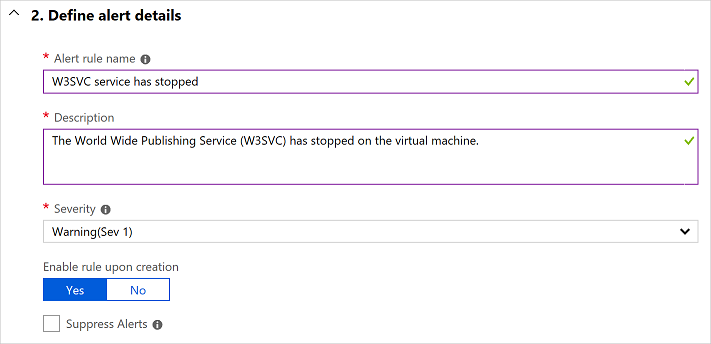 2. Define alert details
* Alert rule name
W3SVC service has stopped
* Description
The World Wide Publishing Service (W3SVC) has stopped on the virtual machine.
* Severity
Warning(Sev 1)
Enable rule upon creation
Yes No
Suppress Alerts